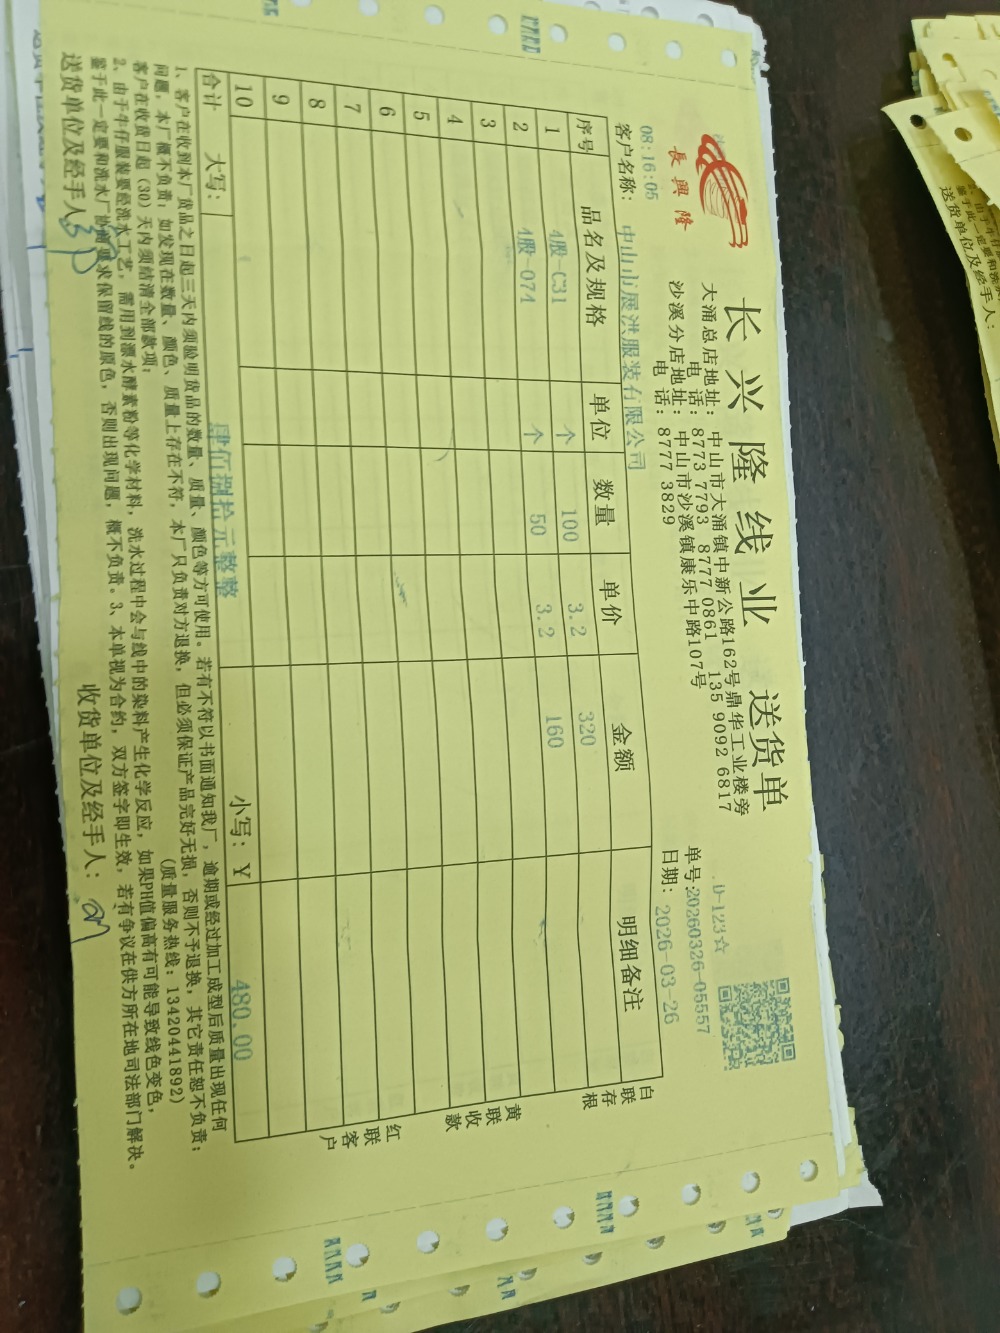 長興隆
长兴隆线业 送货单
大涌总店地址：中山市大涌镇中新公路162号鼎华工业楼旁
电 话：8773 7793 8777 0861 135 9092 6817
沙溪分店地址：中山市沙溪镇康乐中路107号
电 话：8777 3829
D-123☆
单号:20260326-05557
日期：2026-03-26
08:16:05
客户名称：中山市展洪服装有限公司
序号 品名及规格 单位 数量 单价 金额 明细备注
1 4股-C31 个 100 3.2 320
2 4股-074 个 50 3.2 160
3
4
5
6
7
8
9
10
合计 大写：肆佰捌拾元整整 小写：¥ 480.00
白联存根
黄联收款
红联客户
1、客户在收到本厂货品之日起三天内须验明货品的数量、质量、颜色等方可使用。若有不符以书面通知我厂，逾期或经过加工成型后质量出现任何
问题，本厂概不负责；如发现在数量、颜色、质量上存在不符，本厂只负责对方退换，但必须保证产品完好无损，否则不予退换，其它责任恕不负责；
客户在收货日起（30）天内须结清全部款项； （质量服务热线：13420441892）
2、由于牛仔服装要经洗水工艺，需用到漂水酵素粉等化学材料，洗水过程中会与线中的染料产生化学反应，如果PH值偏高有可能导致线色变色，
鉴于此一定要和洗水厂协商要求保留线的原色，否则出现问题，概不负责。3、本单视为合约，双方签字即生效，若有争议在供方所在地司法部门解决。
送货单位及经手人： 收货单位及经手人：
送货单位及经手人：